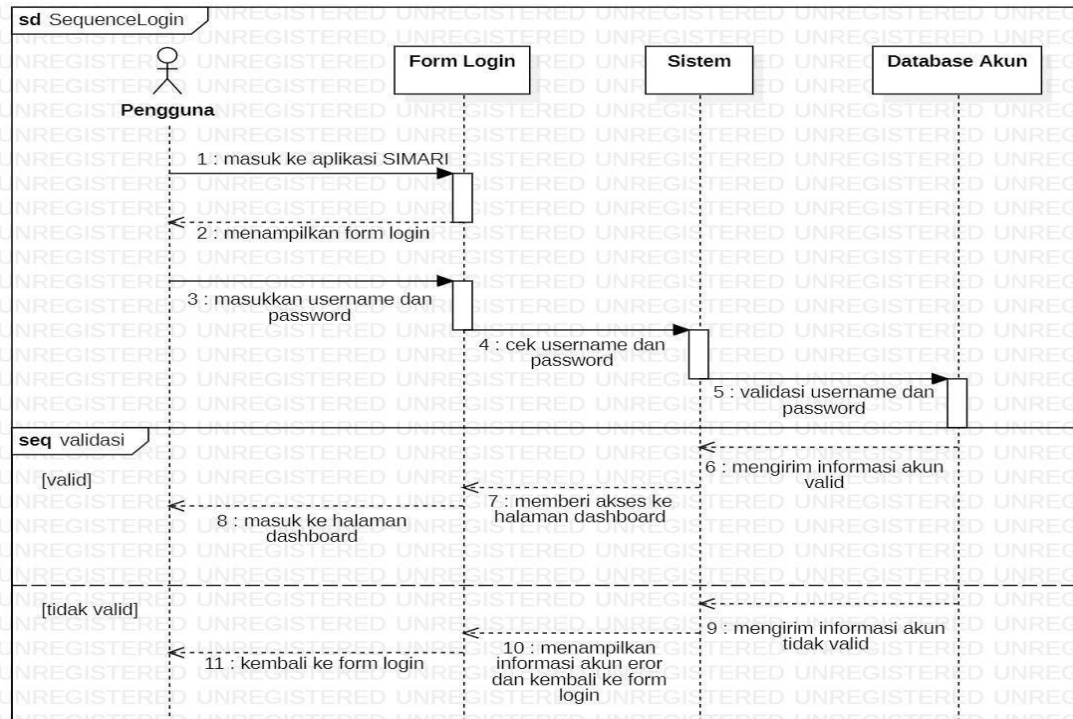 sd SequenceLogin
Form Login
Sistem
Database Akun
Pengguna
1 : masuk ke aplikasi SIMARI
2 : menampilkan form login
3 : masukkan username dan
password
4 : cek username dan
password
5 : validasi username dan
password
seq validasi
[valid]
6 : mengirim informasi akun
valid
7 : memberi akses ke
halaman dashboard
8 : masuk ke halaman
dashboard
[tidak valid]
9 : mengirim informasi akun
tidak valid
10 : menampilkan
informasi akun eror
dan kembali ke form
login
11 : kembali ke form login
UNREGISTERED